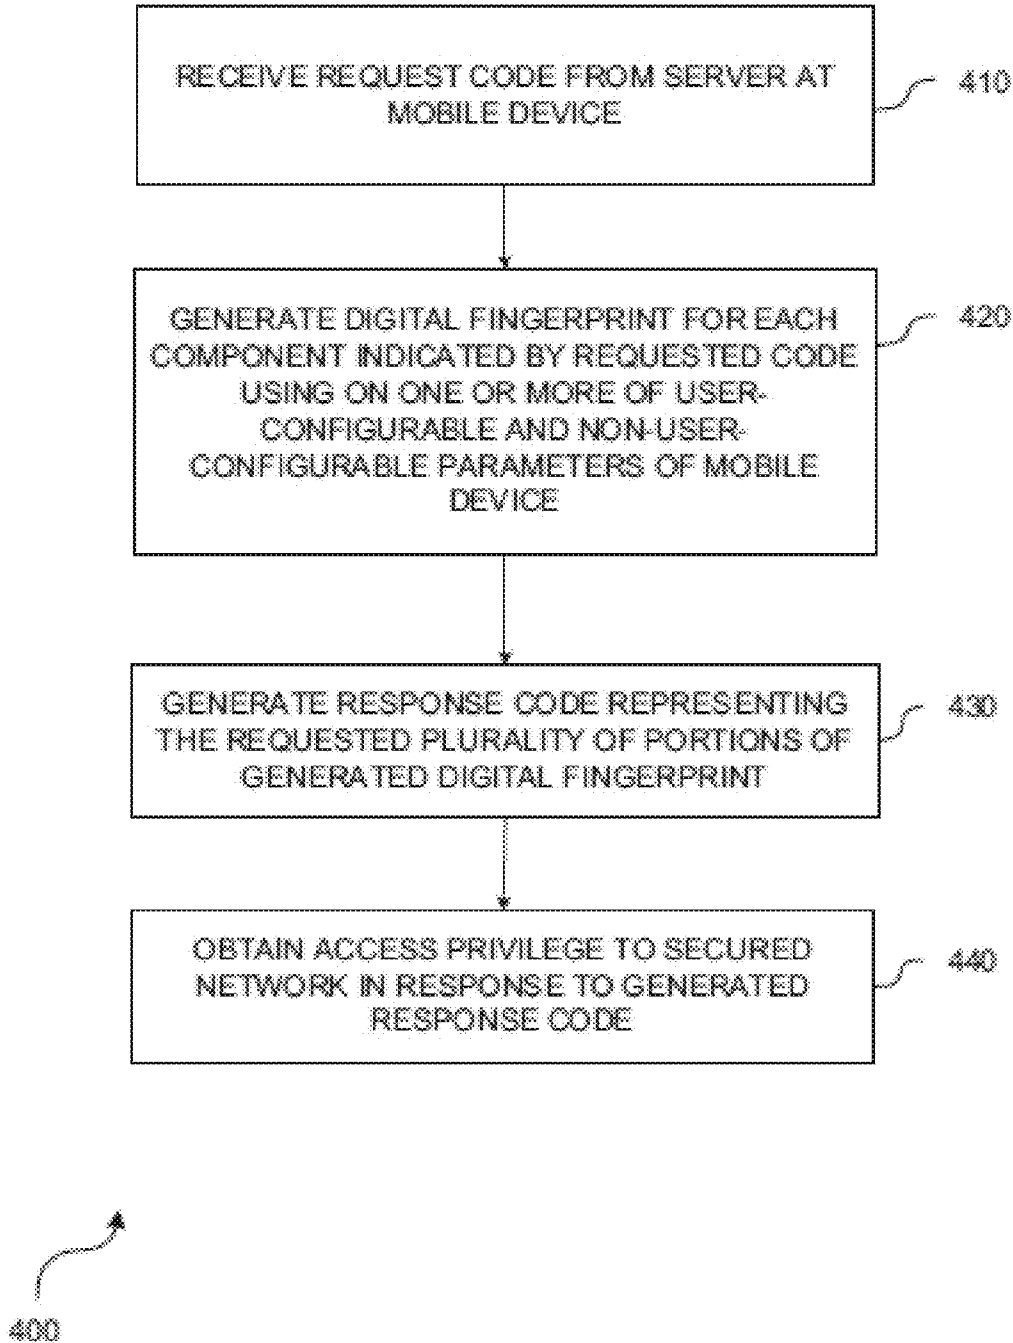 RECEIVE REQUEST CODE FROM SERVER AT
MOBILE DEVICE
410
GENERATE DIGITAL FINGERPRINT FOR EACH
COMPONENT INDICATED BY REQUESTED CODE
USING ON ONE OR MORE OF USER-
CONFIGURABLE AND NON-USER-
CONFIGURABLE PARAMETERS OF MOBILE
DEVICE
420
GENERATE RESPONSE CODE REPRESENTING
THE REQUESTED PLURALITY OF PORTIONS OF
GENERATED DIGITAL FINGERPRINT
430
OBTAIN ACCESS PRIVILEGE TO SECURED
NETWORK IN RESPONSE TO GENERATED
RESPONSE CODE
440
400